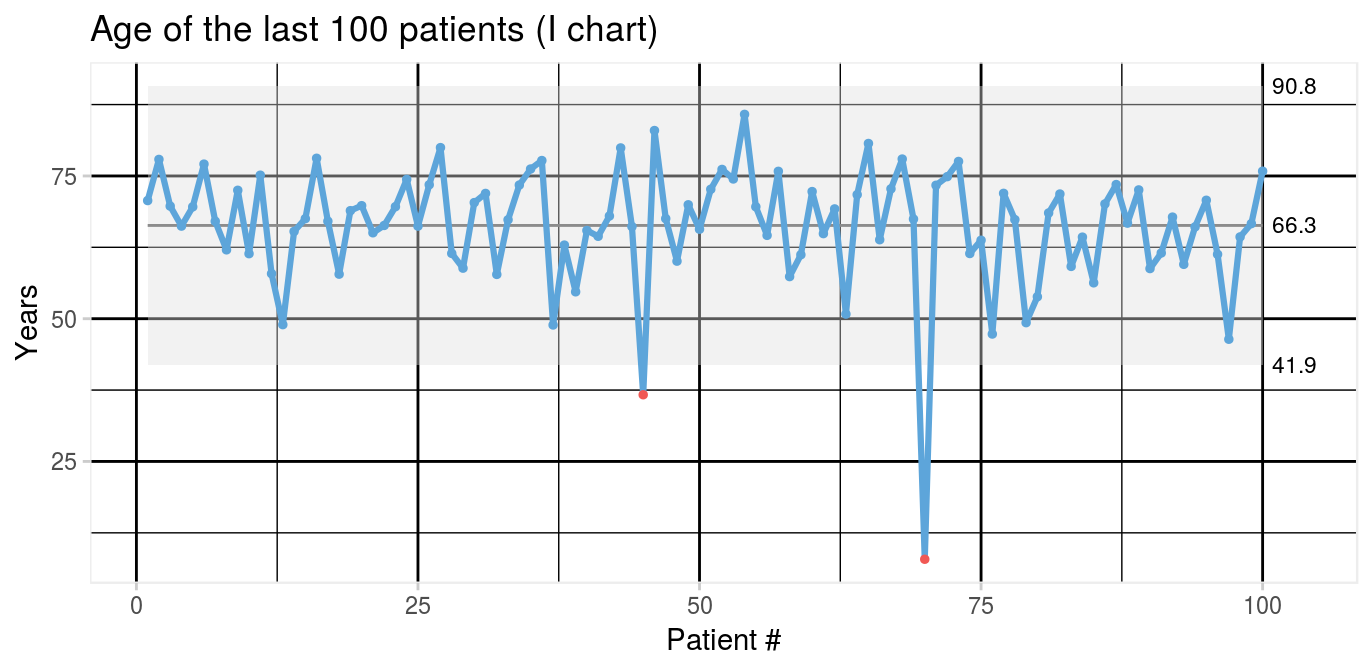 Age of the last 100 patients (I chart)
90.8
75
66.3
50
41.9
25
Years
0 25 50 75 100
Patient #